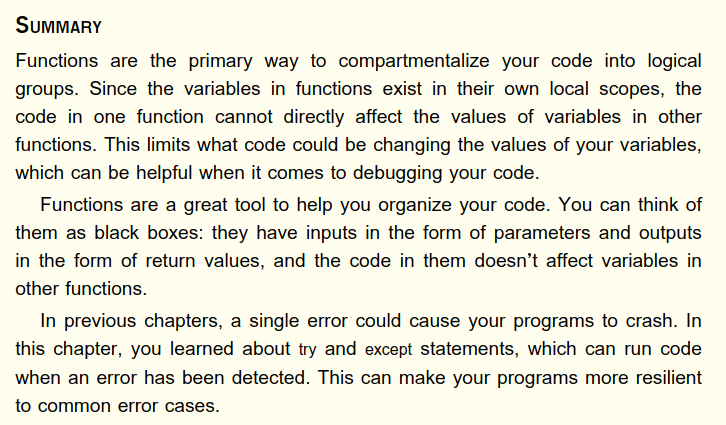 SUMMARY
Functions are the primary way to compartmentalize your code into logical
groups. Since the variables in functions exist in their own local scopes, the
code in one function cannot directly affect the values of variables in other
functions. This limits what code could be changing the values of your variables,
which can be helpful when it comes to debugging your code.
Functions are a great tool to help you organize your code. You can think of
them as black boxes: they have inputs in the form of parameters and outputs
in the form of return values, and the code in them doesn’t affect variables in
other functions.
In previous chapters, a single error could cause your programs to crash. In
this chapter, you learned about try and except statements, which can run code
when an error has been detected. This can make your programs more resilient
to common error cases.